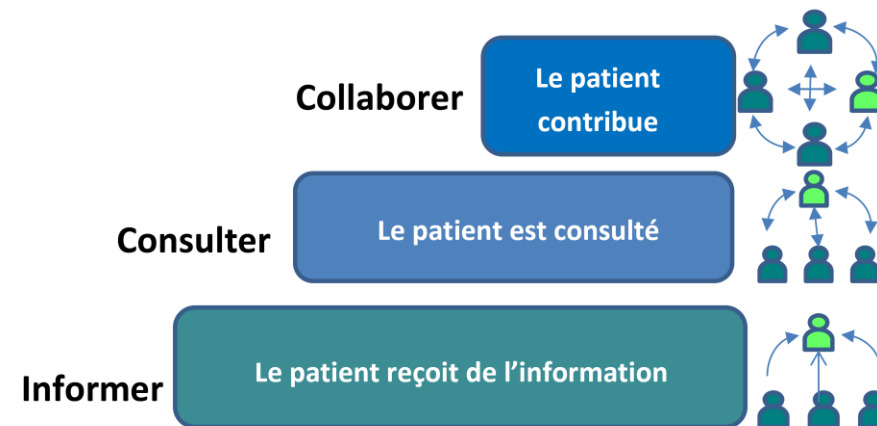 Collaborer
Le patient
contribue
Consulter
Le patient est consulté
Informer
Le patient reçoit de l’information